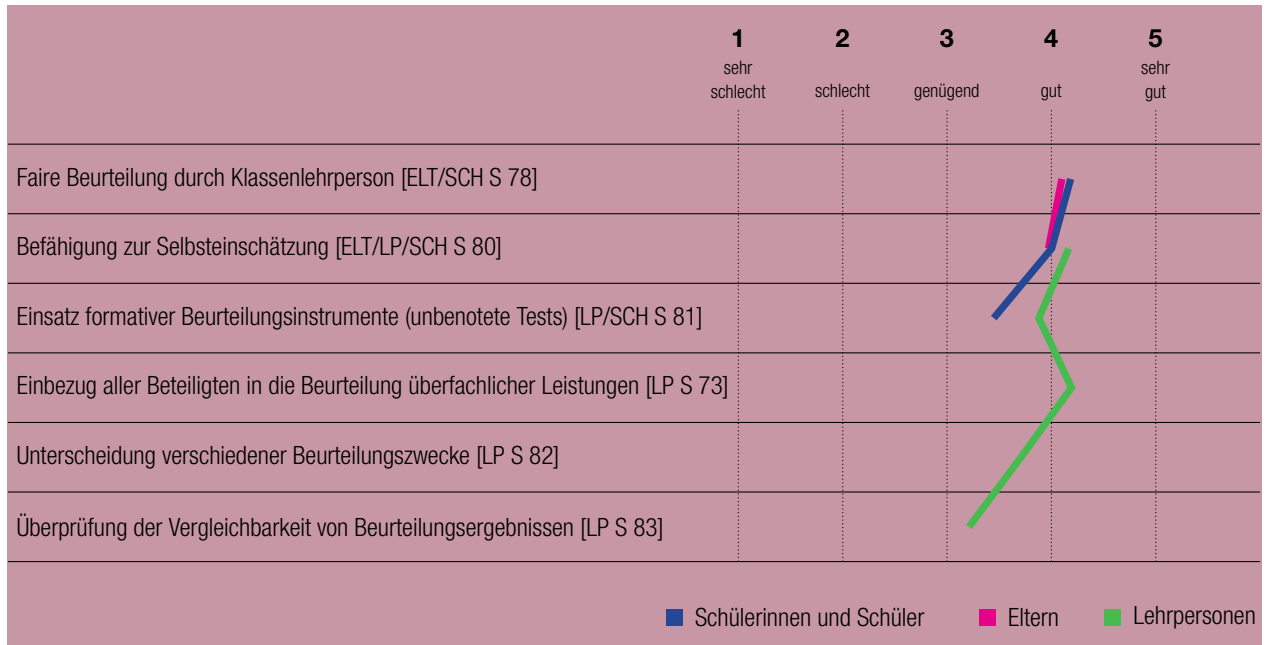 1 2 3 4 5
sehr schlecht schlecht genügend gut sehr gut
Faire Beurteilung durch Klassenlehrperson [ELT/SCH S 78]
Befähigung zur Selbsteinschätzung [ELT/LP/SCH S 80]
Einsatz formativer Beurteilungsinstrumente (unbenotete Tests) [LP/SCH S 81]
Einbezug aller Beteiligten in die Beurteilung überfachlicher Leistungen [LP S 73]
Unterscheidung verschiedener Beurteilungszwecke [LP S 82]
Überprüfung der Vergleichbarkeit von Beurteilungsergebnissen [LP S 83]
Schülerinnen und Schüler Eltern Lehrpersonen